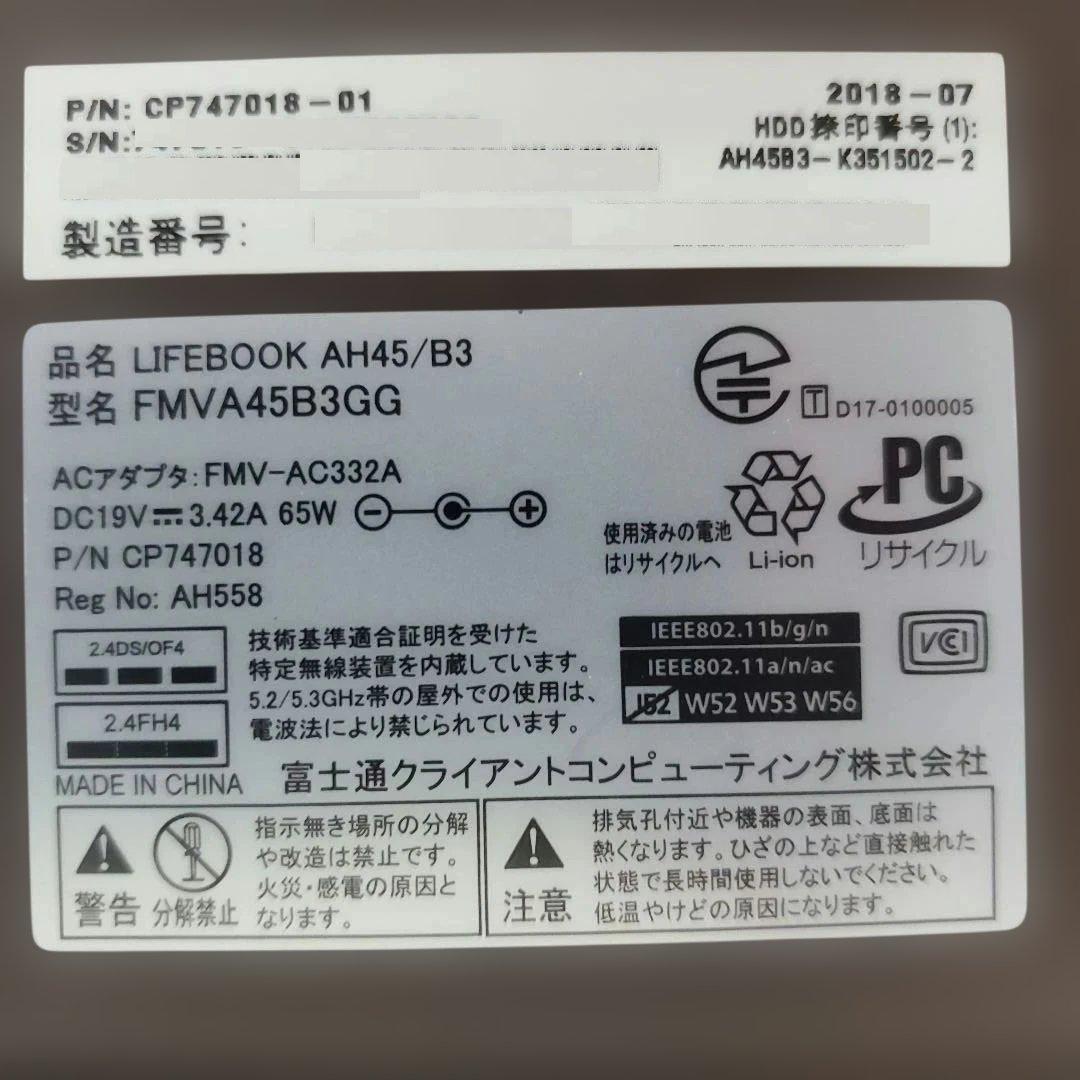 P/N: CP747018-01
S/N:
2018-07
HDD捺印番号(1):
AH45B3-K351502-2
製造番号:
品名 LIFEBOOK AH45/B3
型名 FMVA45B3GG
T D17-0100005
ACアダプタ:FMV-AC332A
DC19V 3.42A 65W
P/N CP747018
Reg No: AH558
使用済みの電池
はリサイクルへ
Li-ion
PC
リサイクル
2.4DS/OF4
2.4FH4
技術基準適合証明を受けた
特定無線装置を内蔵しています。
5.2/5.3GHz帯の屋外での使用は、
電波法により禁じられています。
IEEE802.11b/g/n
IEEE802.11a/n/ac
J52 W52 W53 W56
VCCI
MADE IN CHINA
富士通クライアントコンピューティング株式会社
警告
分解禁止
指示無き場所の分解
や改造は禁止です。
火災・感電の原因と
なります。
注意
排気孔付近や機器の表面、底面は
熱くなります。ひざの上など直接触れた
状態で長時間使用しないでください。
低温やけどの原因になります。